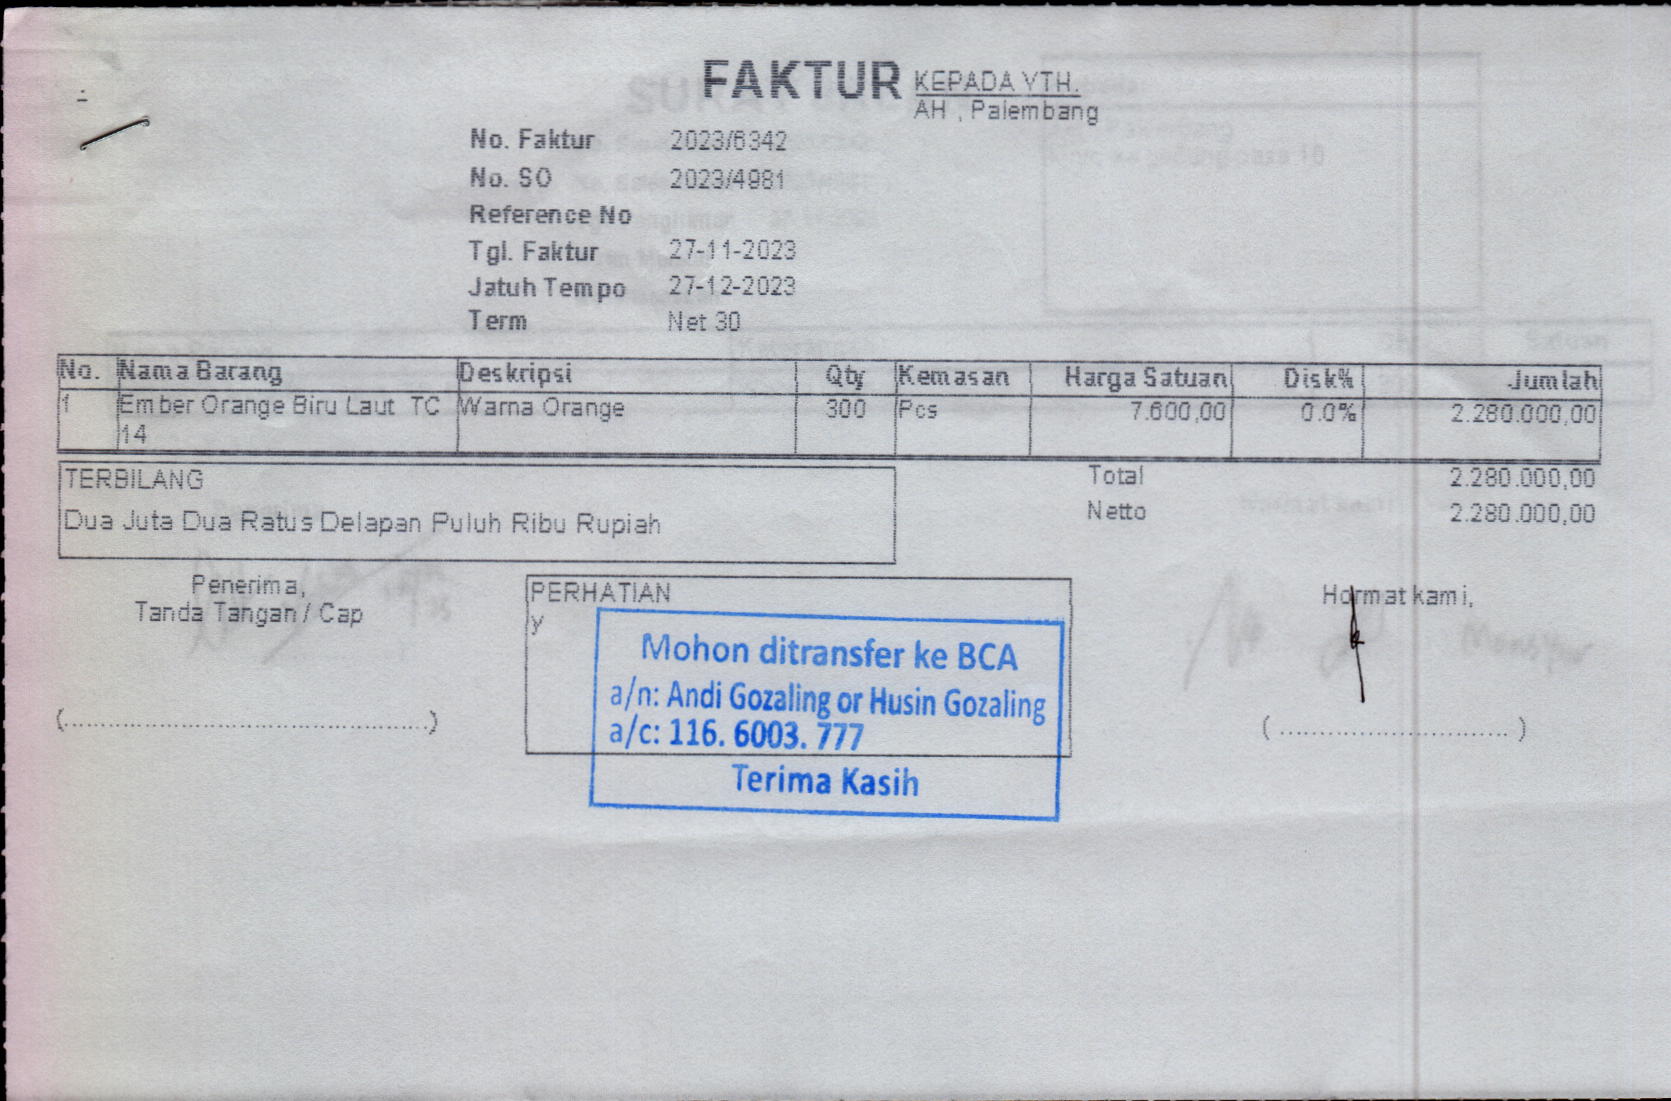 FAKTUR
KEPADA YTH.
AH , Palembang
No. Faktur 2023/6342
No. SO 2023/4981
Reference No
Tgl. Faktur 27-11-2023
Jatuh Tempo 27-12-2023
Term Net 30
No. Nama Barang Deskripsi Qty Kemasan Harga Satuan Disk% Jumlah
1 Ember Orange Biru Laut TC Warna Orange 300 Pcs 7.600,00 0.0% 2.280.000,00
14
TERBILANG
Dua Juta Dua Ratus Delapan Puluh Ribu Rupiah
Total 2.280.000,00
Netto 2.280.000,00
Penerima,
Tanda Tangan / Cap
(..........................................)
PERHATIAN
y
Mohon ditransfer ke BCA
a/n: Andi Gozaling or Husin Gozaling
a/c: 116. 6003. 777
Terima Kasih
Hormat kami,
( ............................. )